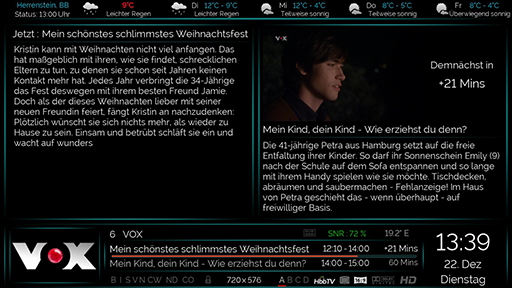 Herrenstein. BB
Status: 13:00 Uhr
9°C
Leichter Regen
Di 12°C - 9°C
Leichter Regen
Mi 4°C - 12°C
Teilweise sonnig
Do 8°C - 5°C
Teilweise sonnig
Fr 8°C - 4°C
Überwiegend sonnig
Jetzt : Mein schönestes schlimmstes Weihnachtsfest
Kristin kann mit Weihnachten nicht viel anfangen. Das
hat maßgeblich mit ihren, wie sie findet, schrecklichen
Eltern zu tun, zu denen sie schon seit Jahren keinen
Kontakt mehr hat. Jedes Jahr verbringt die 34-Jährige
das Fest deswegen mit ihrem besten Freund Jamie.
Doch als der dieses Weihnachten lieber mit seiner
neuen Freundin feiert, fängt Kristin an nachzudenken:
Plötzlich wünscht sie sich nichts mehr, als wieder zu
Hause zu sein. Einsam und betrübt schläft sie ein und
wacht auf wunders
VOX
Demnächst in
+21 Mins
Mein Kind, dein Kind - Wie erziehst du denn?
Die 41-jährige Petra aus Hamburg setzt auf die freie
Entfaltung ihrer Kinder. So darf ihr Sonnenschein Emily (9)
nach der Schule auf dem Sofa entspannen und so lange
mit ihrem Handy spielen wie sie möchte. Tischdecken,
abräumen und saubermachen - Fehlanzeige! Im Haus
von Petra geschieht das - wenn überhaupt - auf
freiwilliger Basis.
VOX
6 VOX
SNR : 72 %
19.2° E
Mein schönestes schlimmstes Weihnachtsfest 12:10 - 14:00 +21 Mins
Mein Kind, dein Kind - Wie erziehst du denn? 14:00 - 15:00 60 Mins
B I S V N C W ND CO
720 x 576
A B C D
HbbTV
HD
13:39
22. Dez
Dienstag